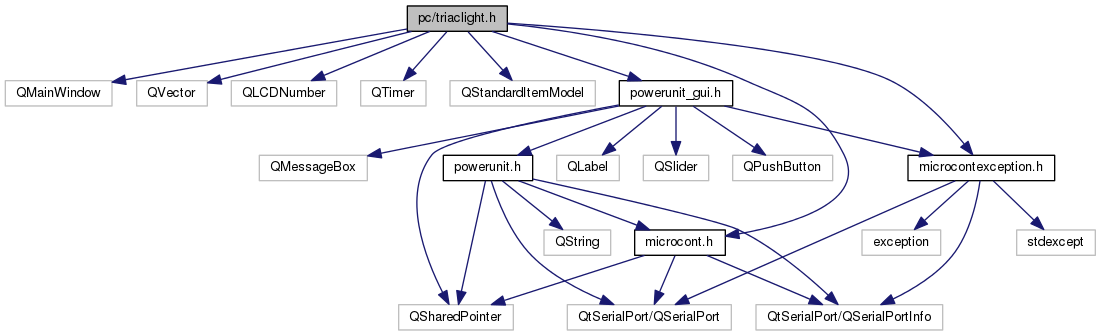 pc/triaclight.h
QMainWindow
QVector
QLCDNumber
QTimer
QStandardItemModel
powerunit_gui.h
QMessageBox
powerunit.h
QLabel
QSlider
QPushButton
microcontexception.h
QString
microcont.h
exception
stdexcept
QSharedPointer
QtSerialPort/QSerialPort
QtSerialPort/QSerialPortInfo